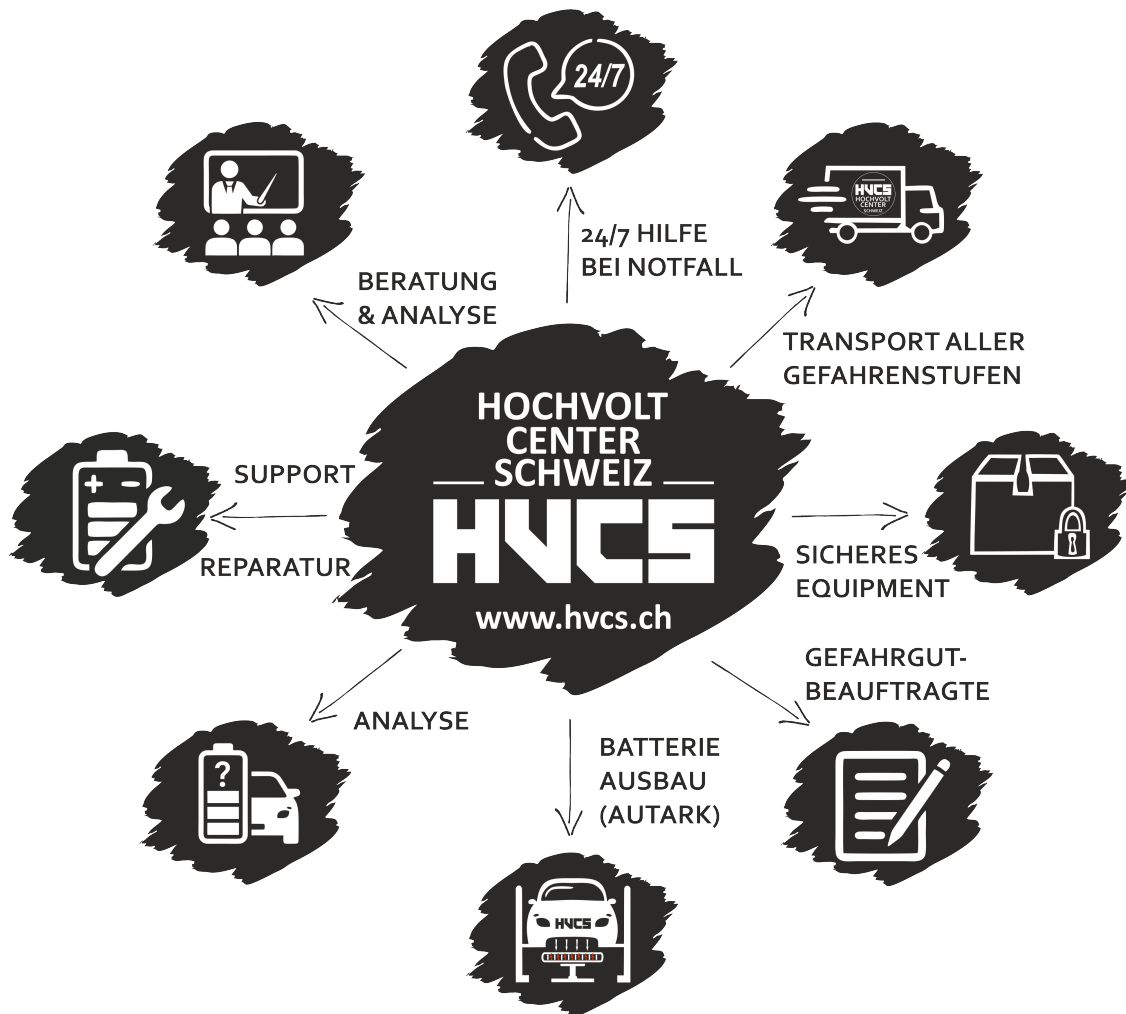 24/7
24/7 HILFE
BEI NOTFALL
BERATUNG
& ANALYSE
HVCS
HOCHVOLT
CENTER
SCHWEIZ
TRANSPORT ALLER
GEFAHRENSTUFEN
HOCHVOLT
CENTER
SCHWEIZ
HVCS
www.hvcs.ch
SUPPORT
REPARATUR
+ -
SICHERES
EQUIPMENT
GEFAHRGUT-
BEAUFTRAGTE
ANALYSE
?
BATTERIE
AUSBAU
(AUTARK)
HVCS